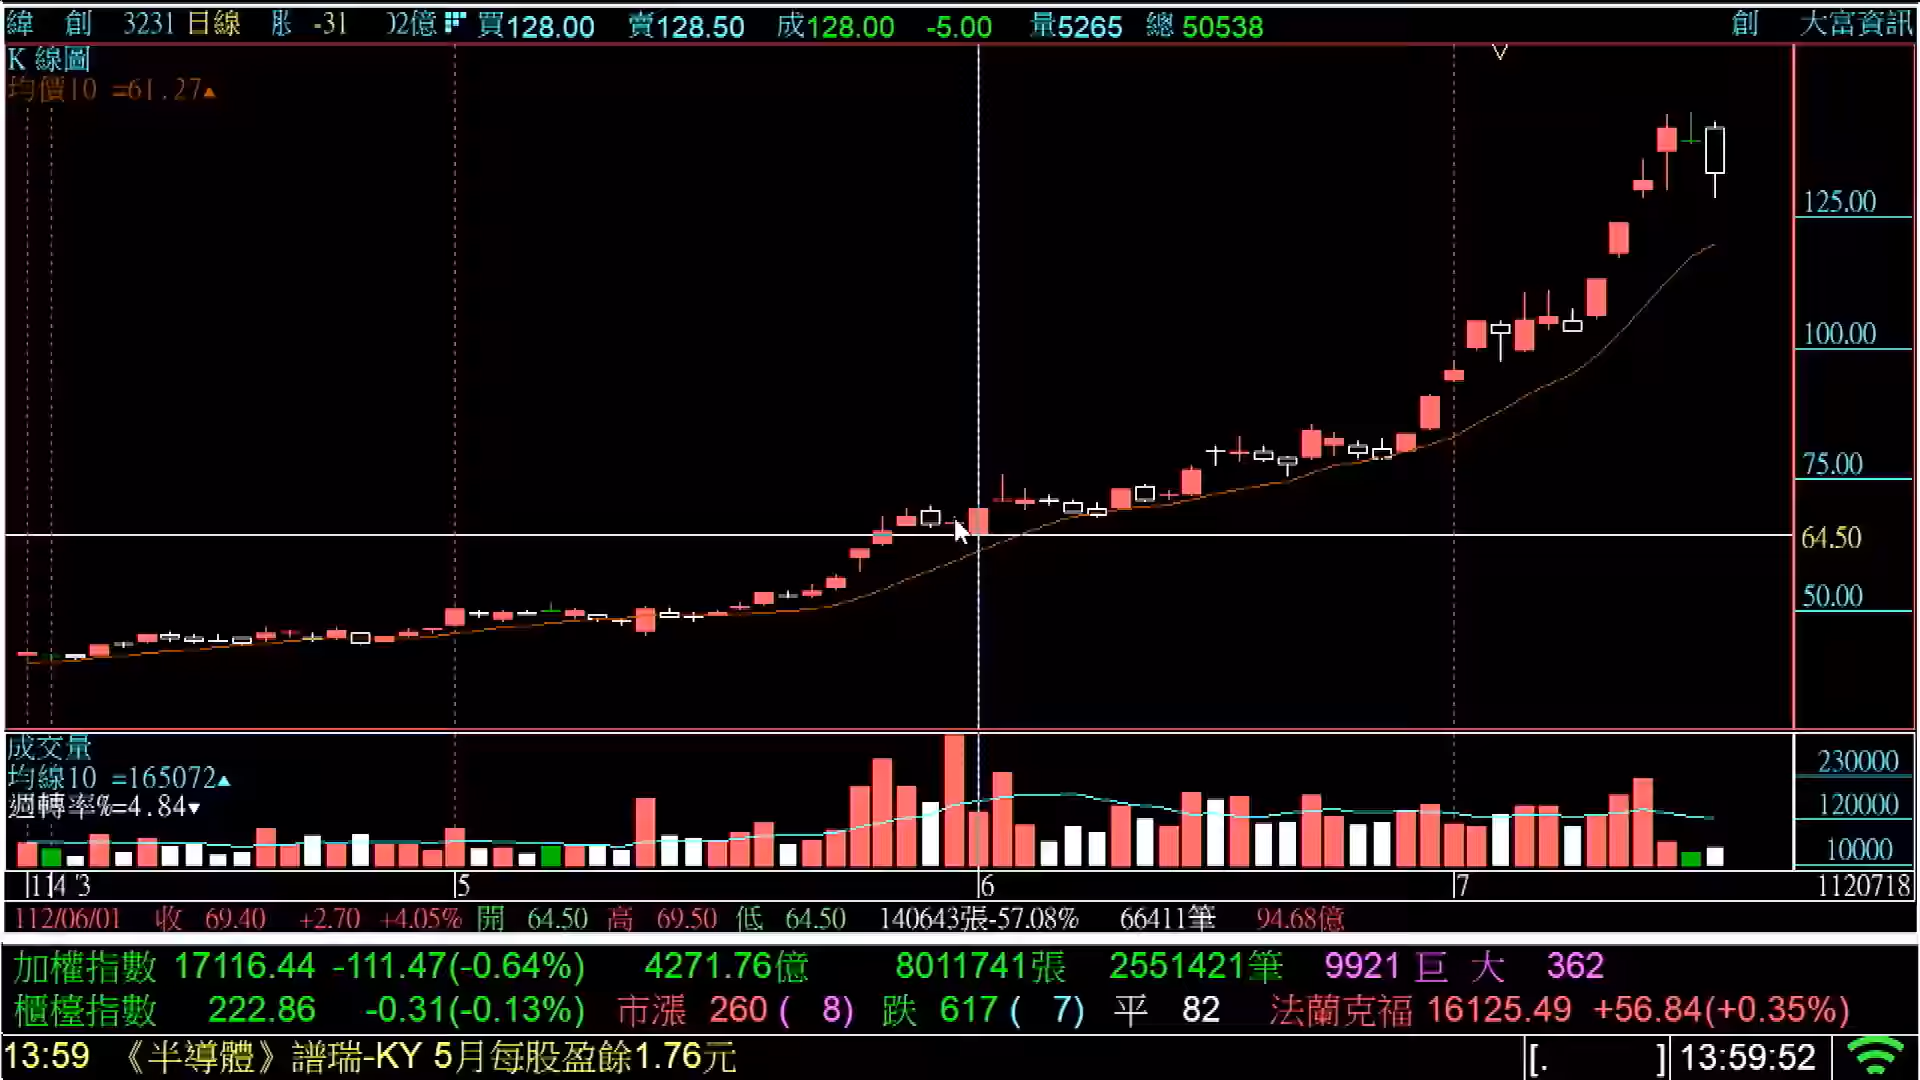 緯 創 3231 日線 -31 02億 買128.00 賣128.50 成128.00 -5.00 量5265 總 50538 創 大富資訊
K 線圖
均價10 =61.27▲
125.00
100.00
75.00
64.50
50.00
成交量
均線10 =165072▲
週轉率%=4.84▼
230000
120000
10000
5 6 7 1120718
112/06/01 收 69.40 +2.70 +4.05% 開 64.50 高 69.50 低 64.50 140643張-57.08% 66411筆 94.68億
加權指數 17116.44 -111.47(-0.64%) 4271.76億 8011741張 2551421筆 9921 巨 大 362
櫃檯指數 222.86 -0.31(-0.13%) 市漲 260 ( 8) 跌 617 ( 7) 平 82 法蘭克福 16125.49 +56.84(+0.35%)
13:59 《半導體》譜瑞-KY 5月每股盈餘1.76元 [. ] 13:59:52